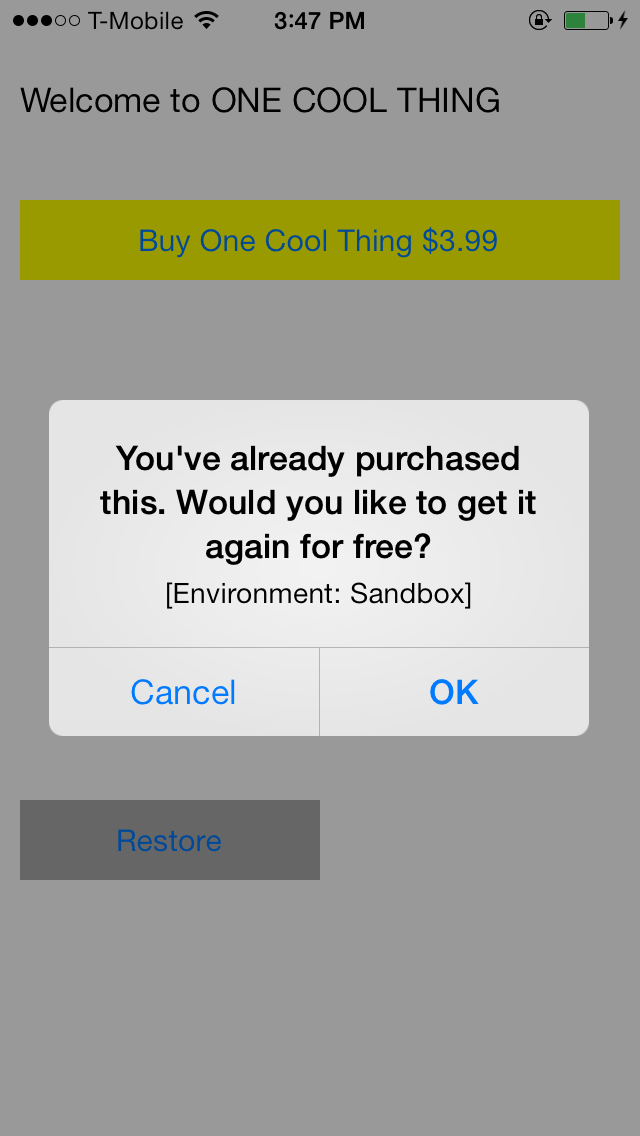 T-Mobile 3:47 PM
Welcome to ONE COOL THING
Buy One Cool Thing $3.99
You've already purchased
this. Would you like to get it
again for free?
[Environment: Sandbox]
Cancel OK
Restore